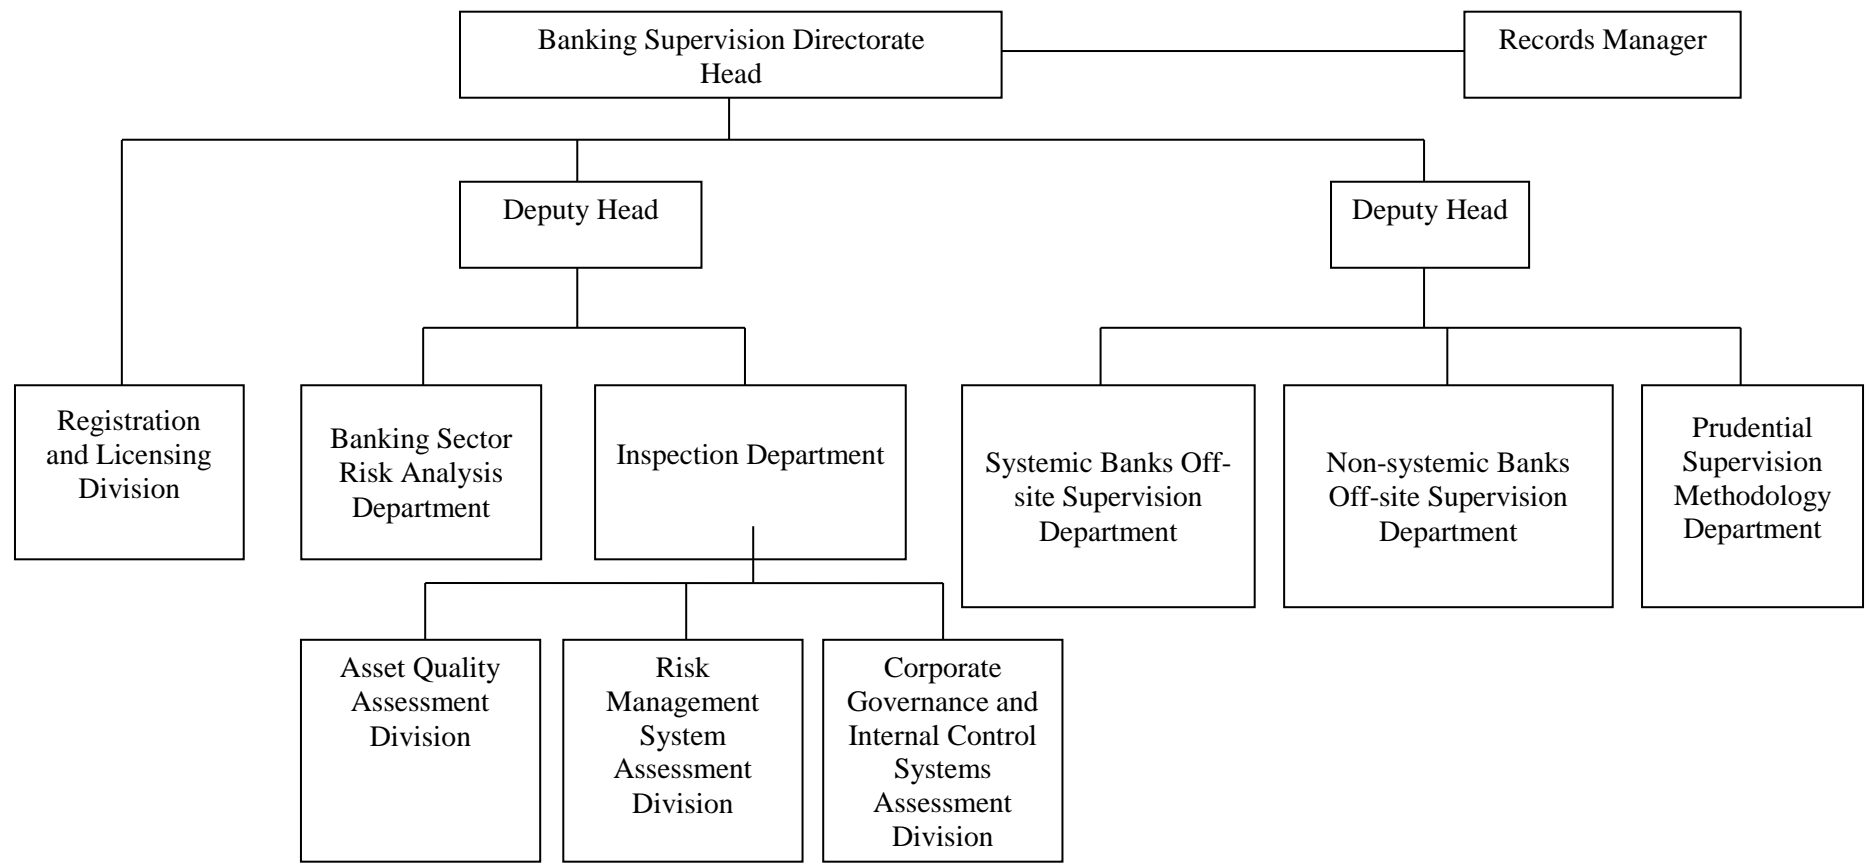 Banking Supervision Directorate
Head
Records Manager
Deputy Head
Deputy Head
Registration
and Licensing
Division
Banking Sector
Risk Analysis
Department
Inspection Department
Systemic Banks Off-
site Supervision
Department
Non-systemic Banks
Off-site Supervision
Department
Prudential
Supervision
Methodology
Department
Asset Quality
Assessment
Division
Risk
Management
System
Assessment
Division
Corporate
Governance and
Internal Control
Systems
Assessment
Division